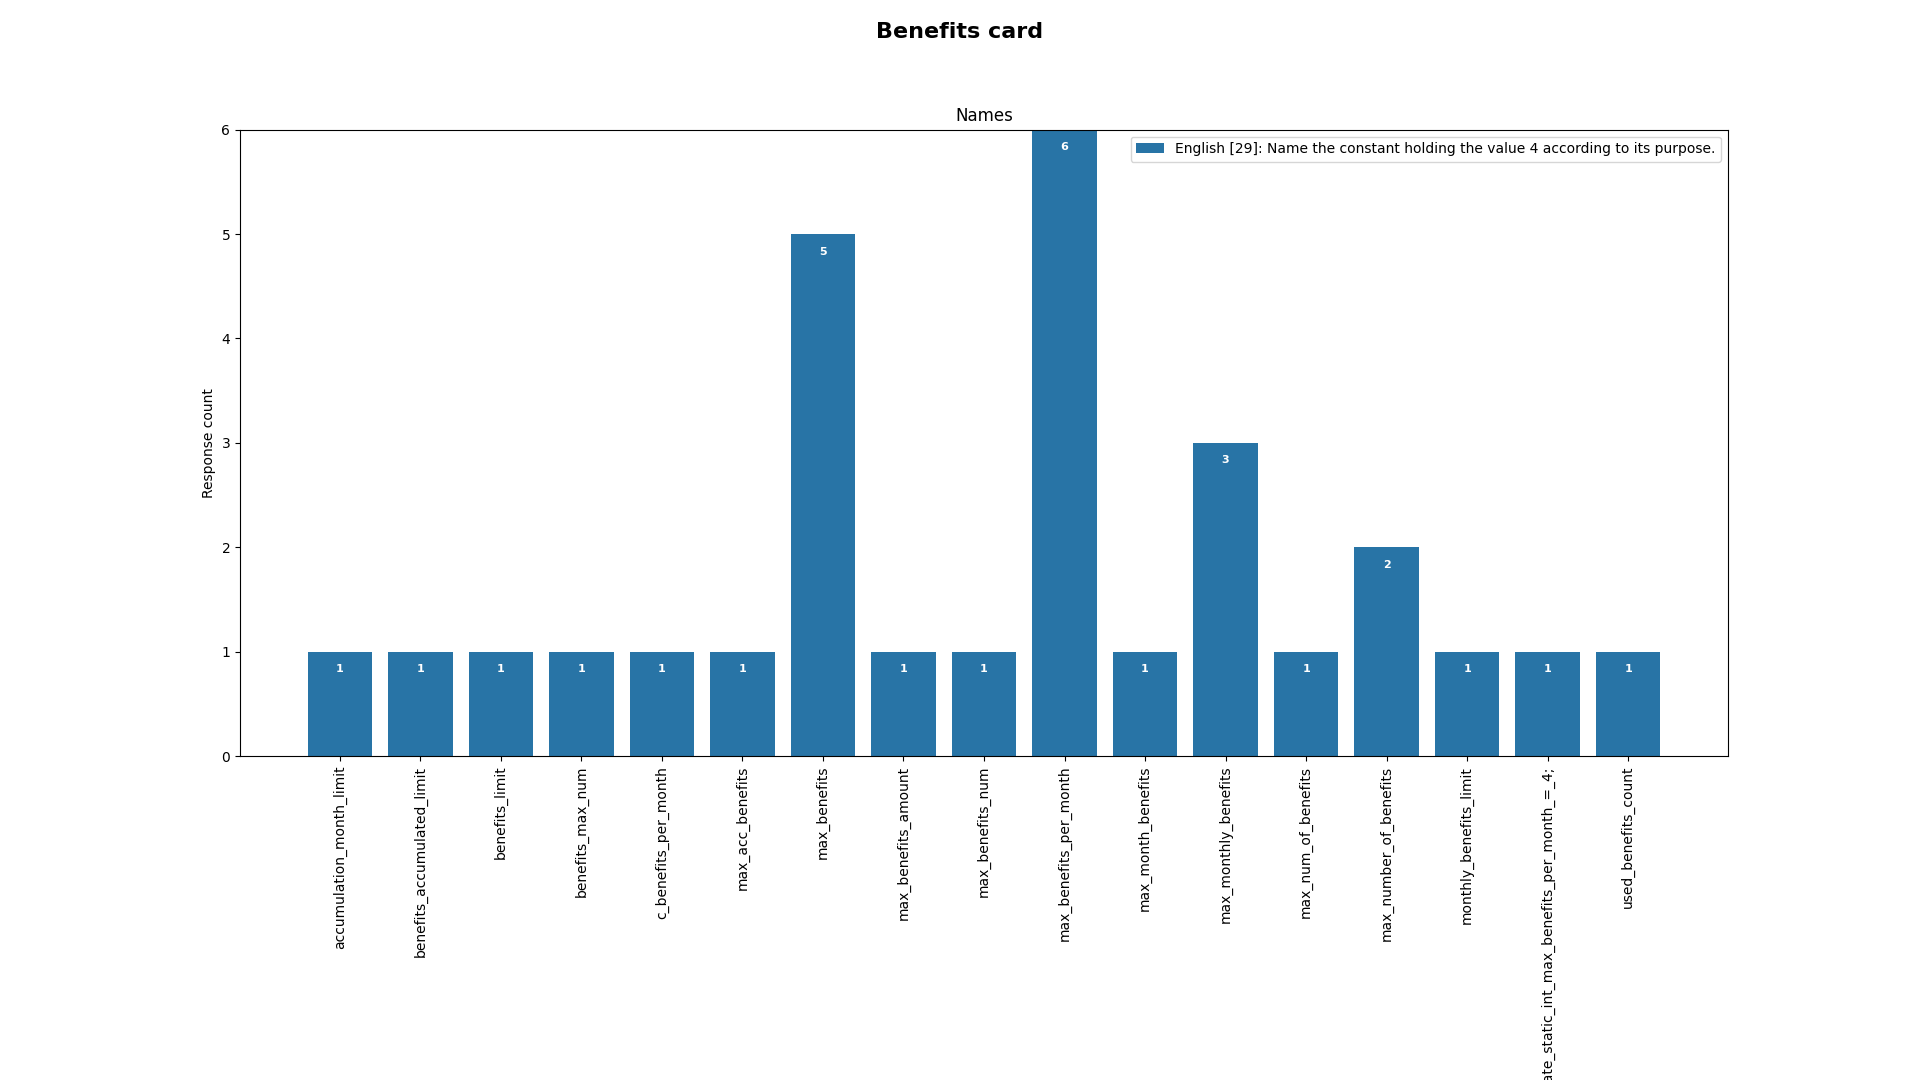 Benefits card
Names
English [29]: Name the constant holding the value 4 according to its purpose.
Response count
6
5
4
3
2
1
0
1
1
1
1
1
1
5
1
1
6
1
3
1
2
1
1
1
accumulation_month_limit
benefits_accumulated_limit
benefits_limit
benefits_max_num
c_benefits_per_month
max_acc_benefits
max_benefits
max_benefits_amount
max_benefits_num
max_benefits_per_month
max_month_benefits
max_monthly_benefits
max_num_of_benefits
max_number_of_benefits
monthly_benefits_limit
ate_static_int_max_benefits_per_month_=_4;
used_benefits_count